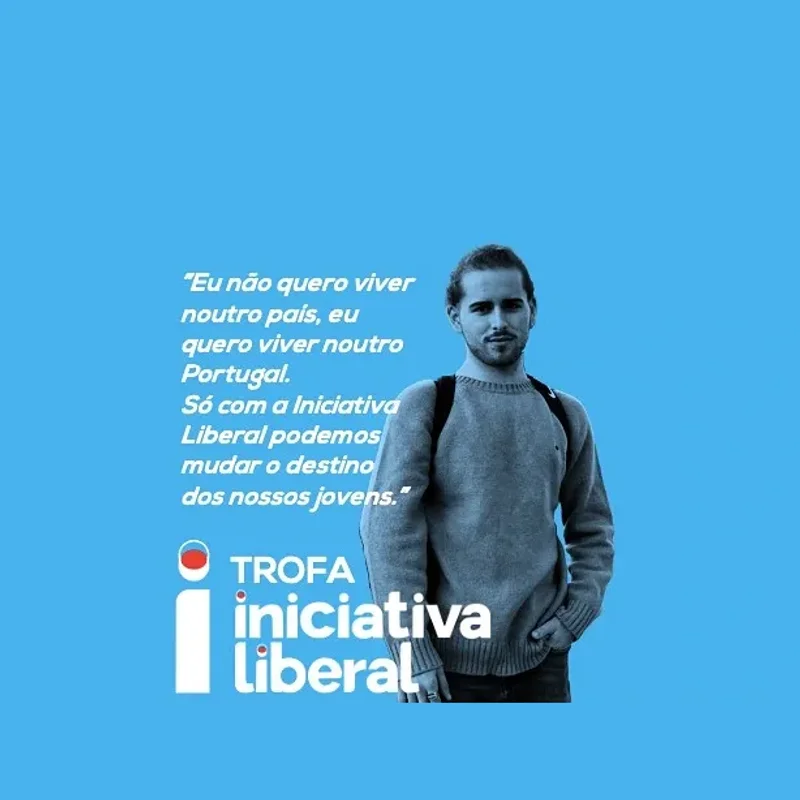 “Eu não quero viver
noutro país, eu
quero viver noutro
Portugal.
Só com a Iniciativa
Liberal podemos
mudar o destino
dos nossos jovens.”
i TROFA
iniciativa
liberal